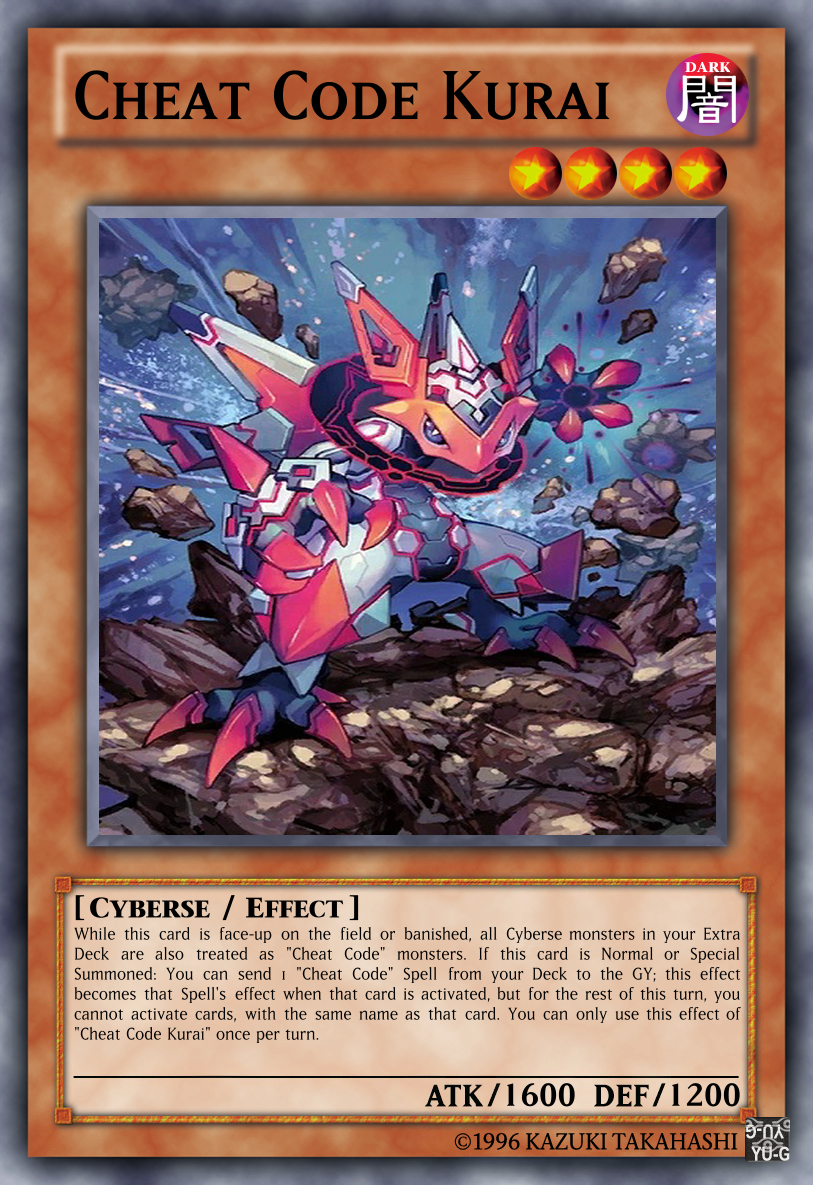 Cheat Code Kurai
DARK
闇
[ Cyberse / Effect ]
While this card is face-up on the field or banished, all Cyberse monsters in your Extra
Deck are also treated as "Cheat Code" monsters. If this card is Normal or Special
Summoned: You can send 1 "Cheat Code" Spell from your Deck to the GY; this effect
becomes that Spell's effect when that card is activated, but for the rest of this turn, you
cannot activate cards, with the same name as that card. You can only use this effect of
"Cheat Code Kurai" once per turn.
ATK/1600 DEF/1200
©1996 KAZUKI TAKAHASHI
YU-G
YU-G